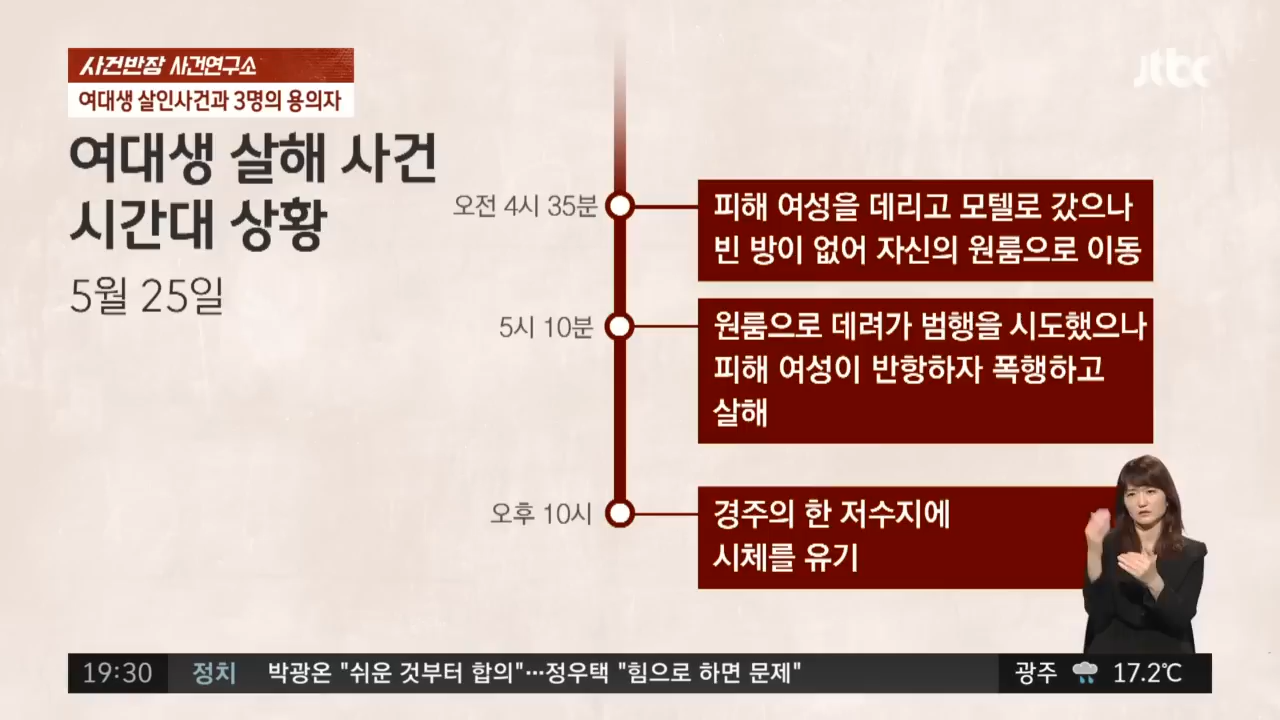 사건반장 사건연구소
여대생 살인사건과 3명의 용의자
jtbc
여대생 살해 사건
시간대 상황
5월 25일
오전 4시 35분
피해 여성을 데리고 모텔로 갔으나
빈 방이 없어 자신의 원룸으로 이동
5시 10분
원룸으로 데려가 범행을 시도했으나
피해 여성이 반항하자 폭행하고
살해
오후 10시
경주의 한 저수지에
시체를 유기
19:30 정치 박광온 "쉬운 것부터 합의"…정우택 "힘으로 하면 문제" 광주 17.2℃